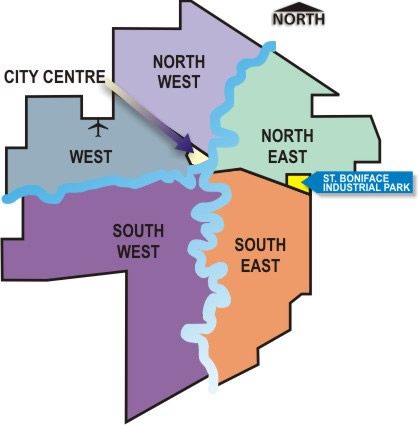 NORTH
NORTH
WEST
CITY CENTRE
NORTH
EAST
WEST
ST. BONIFACE
INDUSTRIAL PARK
SOUTH
WEST
SOUTH
EAST